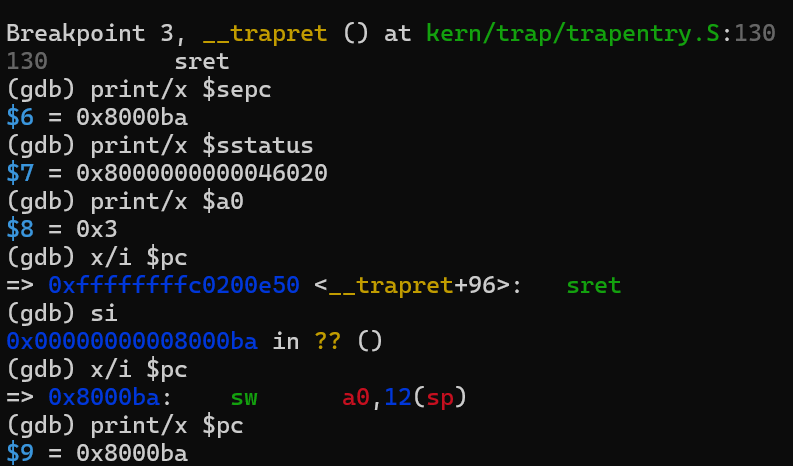 Breakpoint 3, __trapret () at kern/trap/trapentry.S:130
130 sret
(gdb) print/x $sepc
$6 = 0x8000ba
(gdb) print/x $sstatus
$7 = 0x8000000000046020
(gdb) print/x $a0
$8 = 0x3
(gdb) x/i $pc
=> 0xffffffffc0200e50 <__trapret+96>: sret
(gdb) si
0x00000000008000ba in ?? ()
(gdb) x/i $pc
=> 0x8000ba: sw a0,12(sp)
(gdb) print/x $pc
$9 = 0x8000ba